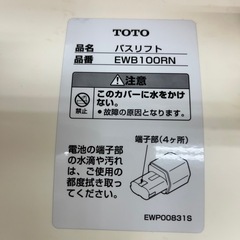 TOTO
品名 バスリフト
品番 EWB100RN
注意
このカバーに水をかけ
ない。
●故障の原因となります。
端子部(4ヶ所)
電池の端子部
の水滴や汚れ
は、ご使用の
都度拭き取っ
てください。
EWP00831S